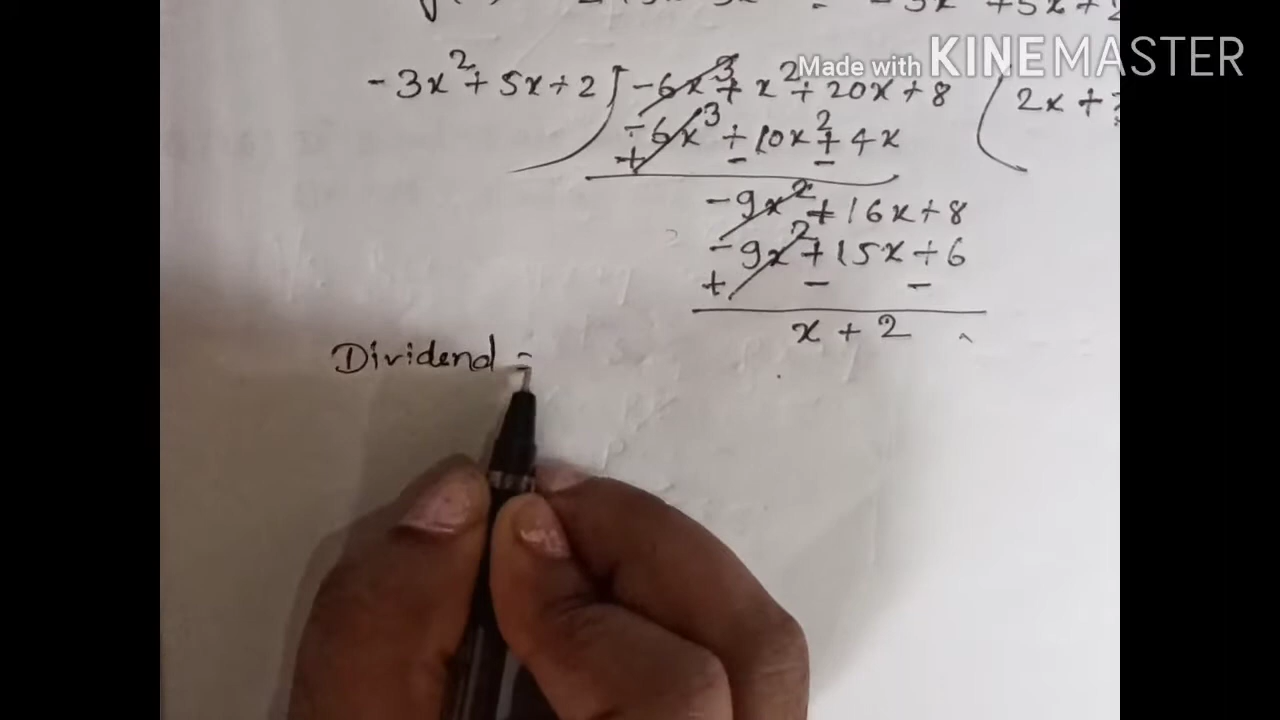 -3x²+5x+2) -6x³+x²+20x+8 (2x+
-6x³+10x²+4x
+ - -
-9x²+16x+8
-9x²+15x+6
+ - -
x+2
Dividend =
Made with KINEMASTER